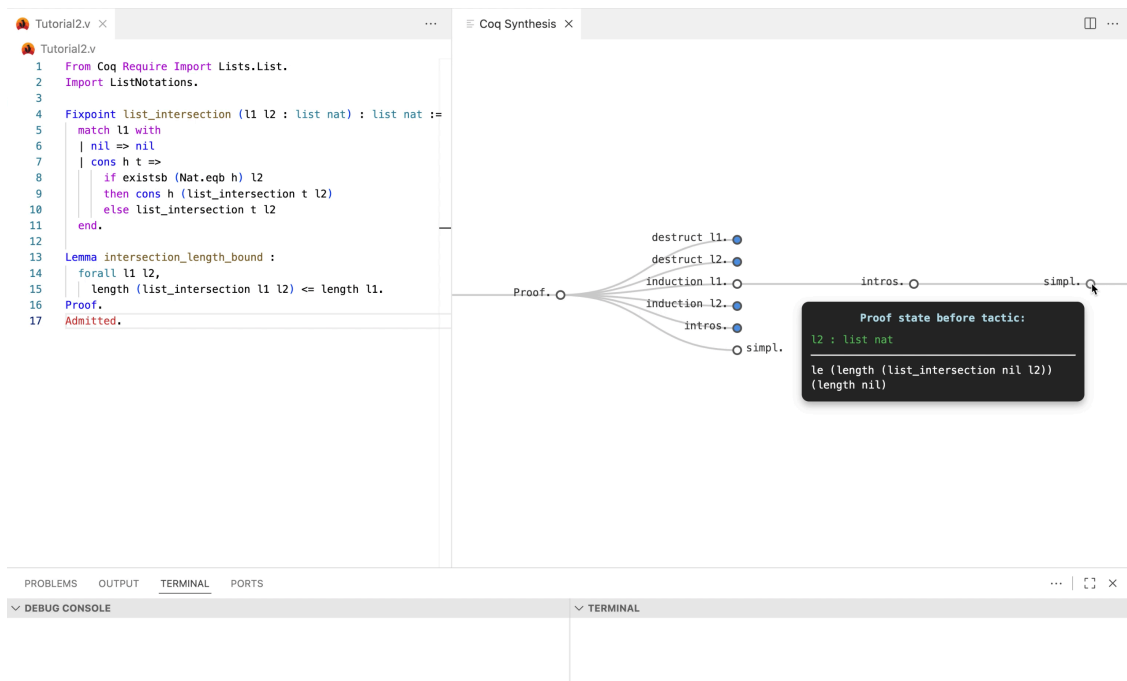 Tutorial2.v
Coq Synthesis
Tutorial2.v
1 From Coq Require Import Lists.List.
2 Import ListNotations.
3
4 Fixpoint list_intersection (l1 l2 : list nat) : list nat :=
5 match l1 with
6 | nil => nil
7 | cons h t =>
8 if existsb (Nat.eqb h) l2
9 then cons h (list_intersection t l2)
10 else list_intersection t l2
11 end.
12
13 Lemma intersection_length_bound :
14 forall l1 l2,
15 length (list_intersection l1 l2) <= length l1.
16 Proof.
17 Admitted.
Proof.
destruct l1.
destruct l2.
induction l1.
induction l2.
intros.
simpl.
intros.
simpl.
Proof state before tactic:
l2 : list nat
le (length (list_intersection nil l2))
(length nil)
PROBLEMS OUTPUT TERMINAL PORTS
DEBUG CONSOLE
TERMINAL